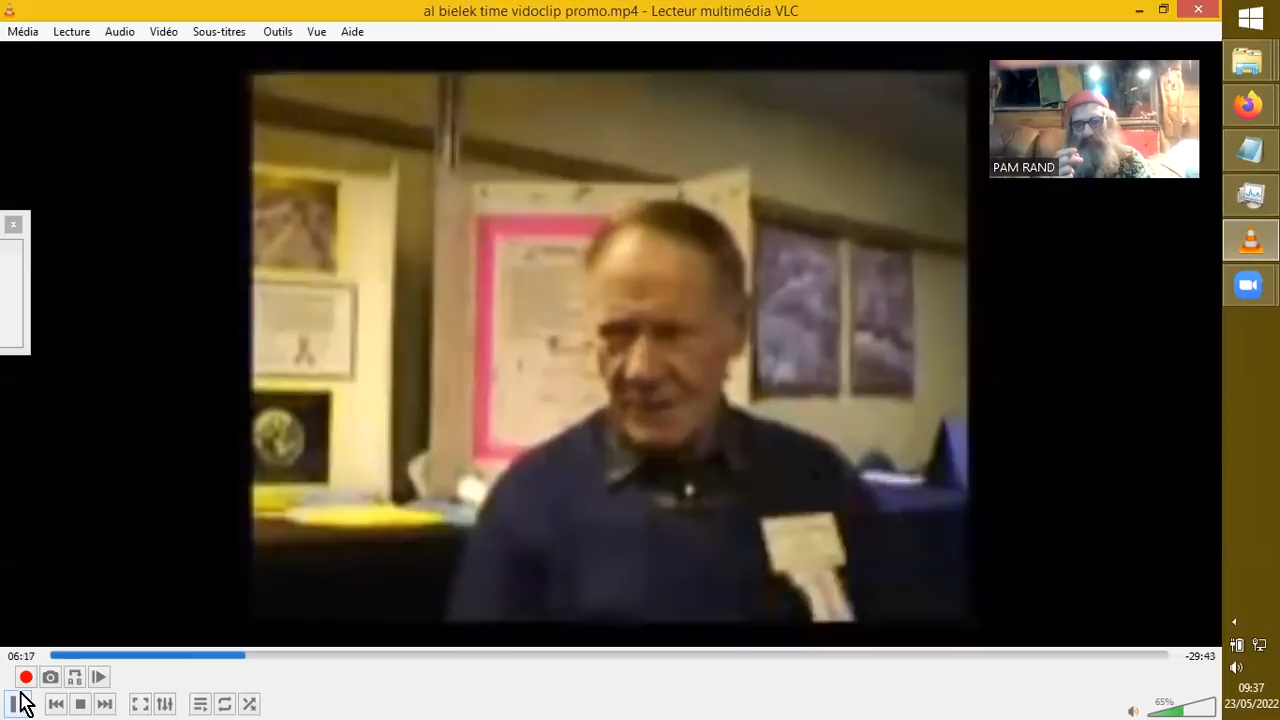 al bielek time vidoclip promo.mp4 - Lecteur multimédia VLC
Média Lecture Audio Vidéo Sous-titres Outils Vue Aide
PAM RAND
06:17
-29:43
65%
09:37
23/05/2022